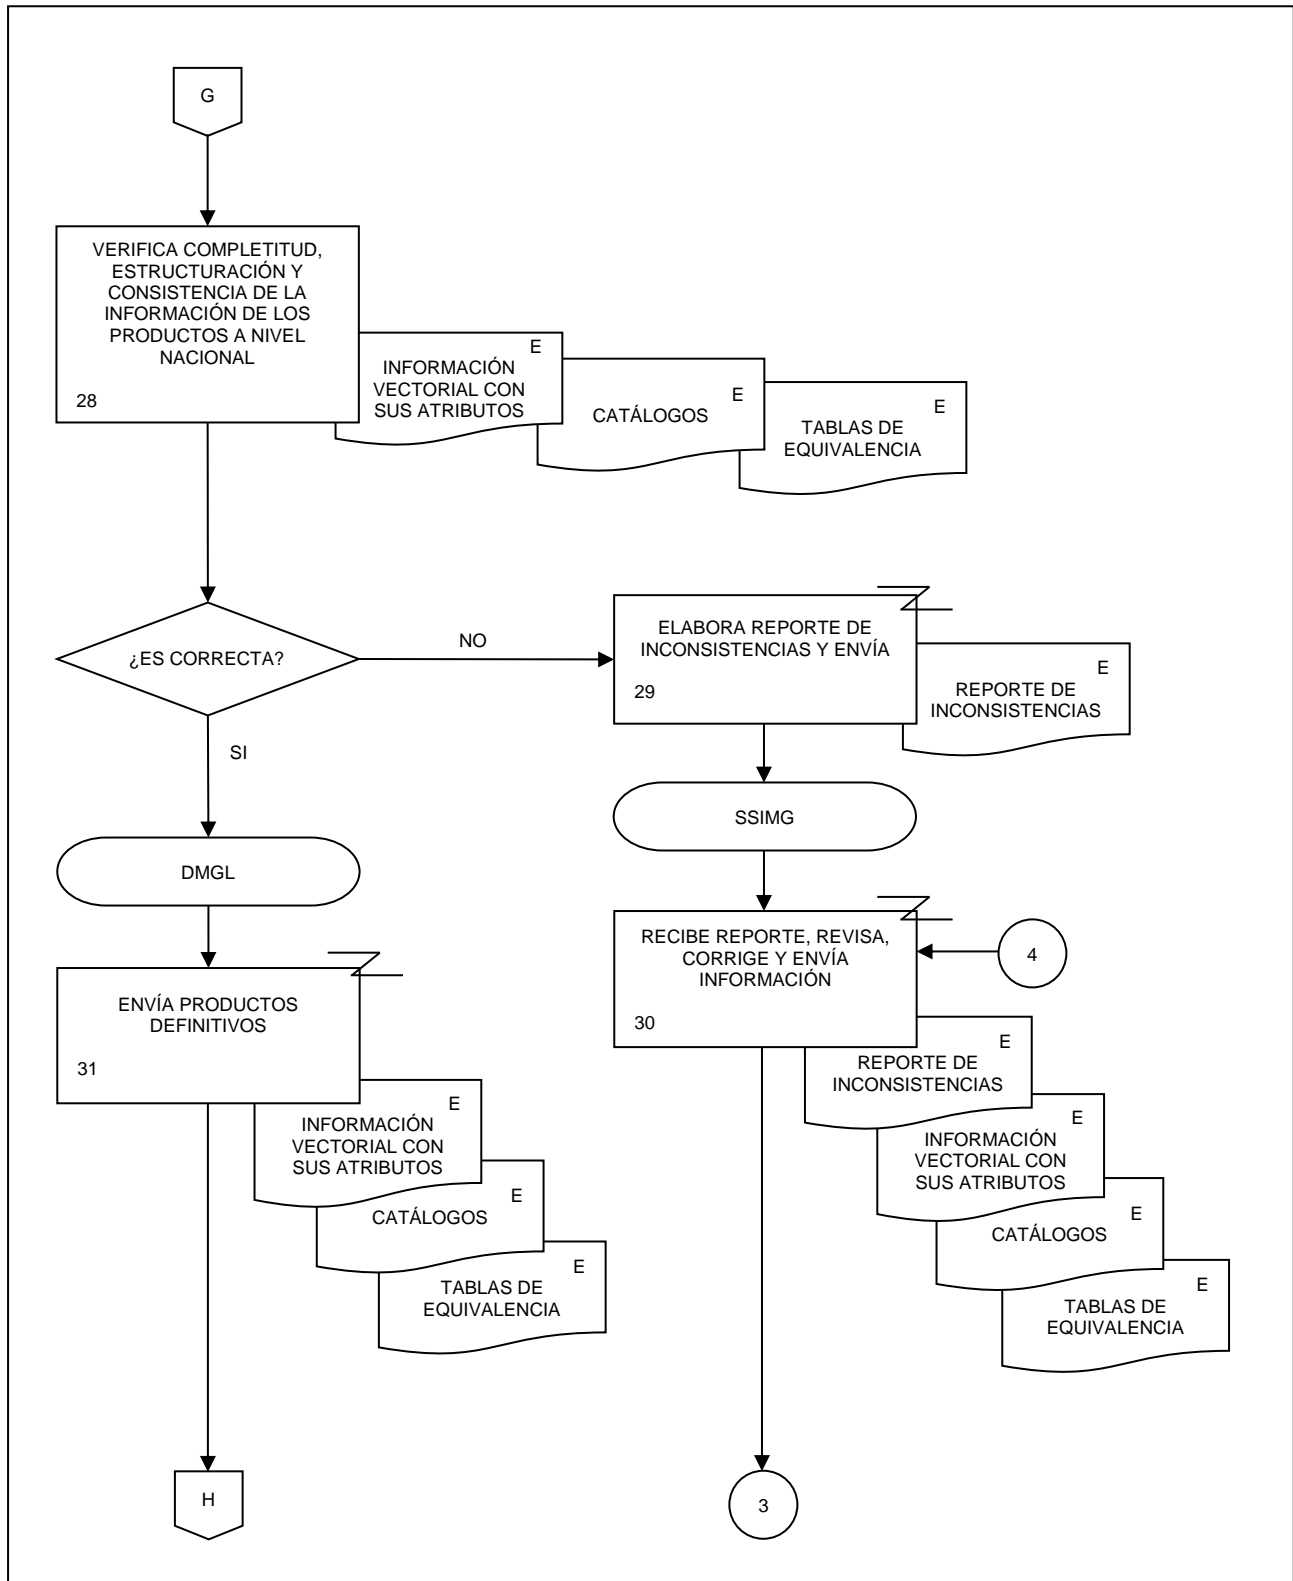 G
VERIFICA COMPLETITUD,
ESTRUCTURACIÓN Y
CONSISTENCIA DE LA
INFORMACIÓN DE LOS
PRODUCTOS A NIVEL
NACIONAL
28
E
INFORMACIÓN
VECTORIAL CON
SUS ATRIBUTOS
E
CATÁLOGOS
E
TABLAS DE
EQUIVALENCIA
¿ES CORRECTA?
NO
SI
ELABORA REPORTE DE
INCONSISTENCIAS Y ENVÍA
29
E
REPORTE DE
INCONSISTENCIAS
SSIMG
RECIBE REPORTE, REVISA,
CORRIGE Y ENVÍA
INFORMACIÓN
30
4
E
REPORTE DE
INCONSISTENCIAS
E
INFORMACIÓN
VECTORIAL CON
SUS ATRIBUTOS
E
CATÁLOGOS
E
TABLAS DE
EQUIVALENCIA
3
DMGL
ENVÍA PRODUCTOS
DEFINITIVOS
31
E
INFORMACIÓN
VECTORIAL CON
SUS ATRIBUTOS
E
CATÁLOGOS
E
TABLAS DE
EQUIVALENCIA
H